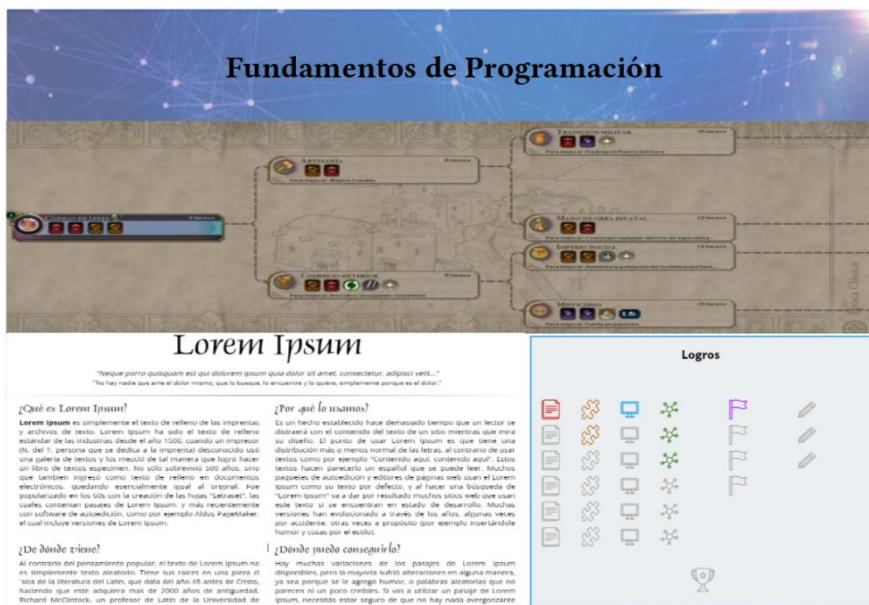 Fundamentos de Programación
TRADICIÓN MILITAR
ARTESANÍA
CÓDIGO DE LEYES
MANO DE OBRA ESTATAL
IMPERIO INICIAL
COMERCIO EXTERIOR
MISTICISMO
Época Clásica
Lorem Ipsum
"Neque porro quisquam est qui dolorem ipsum quia dolor sit amet, consectetur, adipisci velit..."
"No hay nadie que ame el dolor mismo, que lo busque, lo encuentre y lo quiera, simplemente porque es el dolor."
¿Qué es Lorem Ipsum?
Lorem Ipsum es simplemente el texto de relleno de las imprentas
y archivos de texto. Lorem Ipsum ha sido el texto de relleno
estándar de las industrias desde el año 1500, cuando un impresor
(N. del T. persona que se dedica a la imprenta) desconocido usó
una galería de textos y los mezcló de tal manera que logró hacer
un libro de textos especimen. No sólo sobrevivió 500 años, sino
que tambien ingresó como texto de relleno en documentos
electrónicos, quedando esencialmente igual al original. Fue
popularizado en los 60s con la creación de las hojas "Letraset", las
cuales contenian pasajes de Lorem Ipsum, y más recientemente
con software de autoedición, como por ejemplo Aldus PageMaker,
el cual incluye versiones de Lorem Ipsum.
¿De dónde viene?
Al contrario del pensamiento popular, el texto de Lorem Ipsum no
es simplemente texto aleatorio. Tiene sus raices en una pieza cl
´sica de la literatura del Latin, que data del año 45 antes de Cristo,
haciendo que este adquiera mas de 2000 años de antiguedad.
Richard McClintock, un profesor de Latin de la Universidad de
¿Por qué lo usamos?
Es un hecho establecido hace demasiado tiempo que un lector se
distraerá con el contenido del texto de un sitio mientras que mira
su diseño. El punto de usar Lorem Ipsum es que tiene una
distribución más o menos normal de las letras, al contrario de usar
textos como por ejemplo "Contenido aquí, contenido aquí". Estos
textos hacen parecerlo un español que se puede leer. Muchos
paquetes de autoedición y editores de páginas web usan el Lorem
Ipsum como su texto por defecto, y al hacer una búsqueda de
"Lorem Ipsum" va a dar por resultado muchos sitios web que usan
este texto si se encuentran en estado de desarrollo. Muchas
versiones han evolucionado a través de los años, algunas veces
por accidente, otras veces a propósito (por ejemplo insertándole
humor y cosas por el estilo).
¿Dónde puedo conseguirlo?
Hay muchas variaciones de los pasajes de Lorem Ipsum
disponibles, pero la mayoría sufrió alteraciones en alguna manera,
ya sea porque se le agregó humor, o palabras aleatorias que no
parecen ni un poco creíbles. Si vas a utilizar un pasaje de Lorem
Ipsum, necesitás estar seguro de que no hay nada avergonzante
Logros